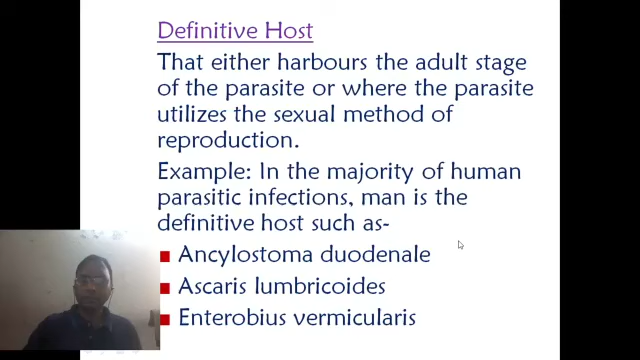 Definitive Host
That either harbours the adult stage
of the parasite or where the parasite
utilizes the sexual method of
reproduction.
Example: In the majority of human
parasitic infections, man is the
definitive host such as-
Ancylostoma duodenale
Ascaris lumbricoides
Enterobius vermicularis